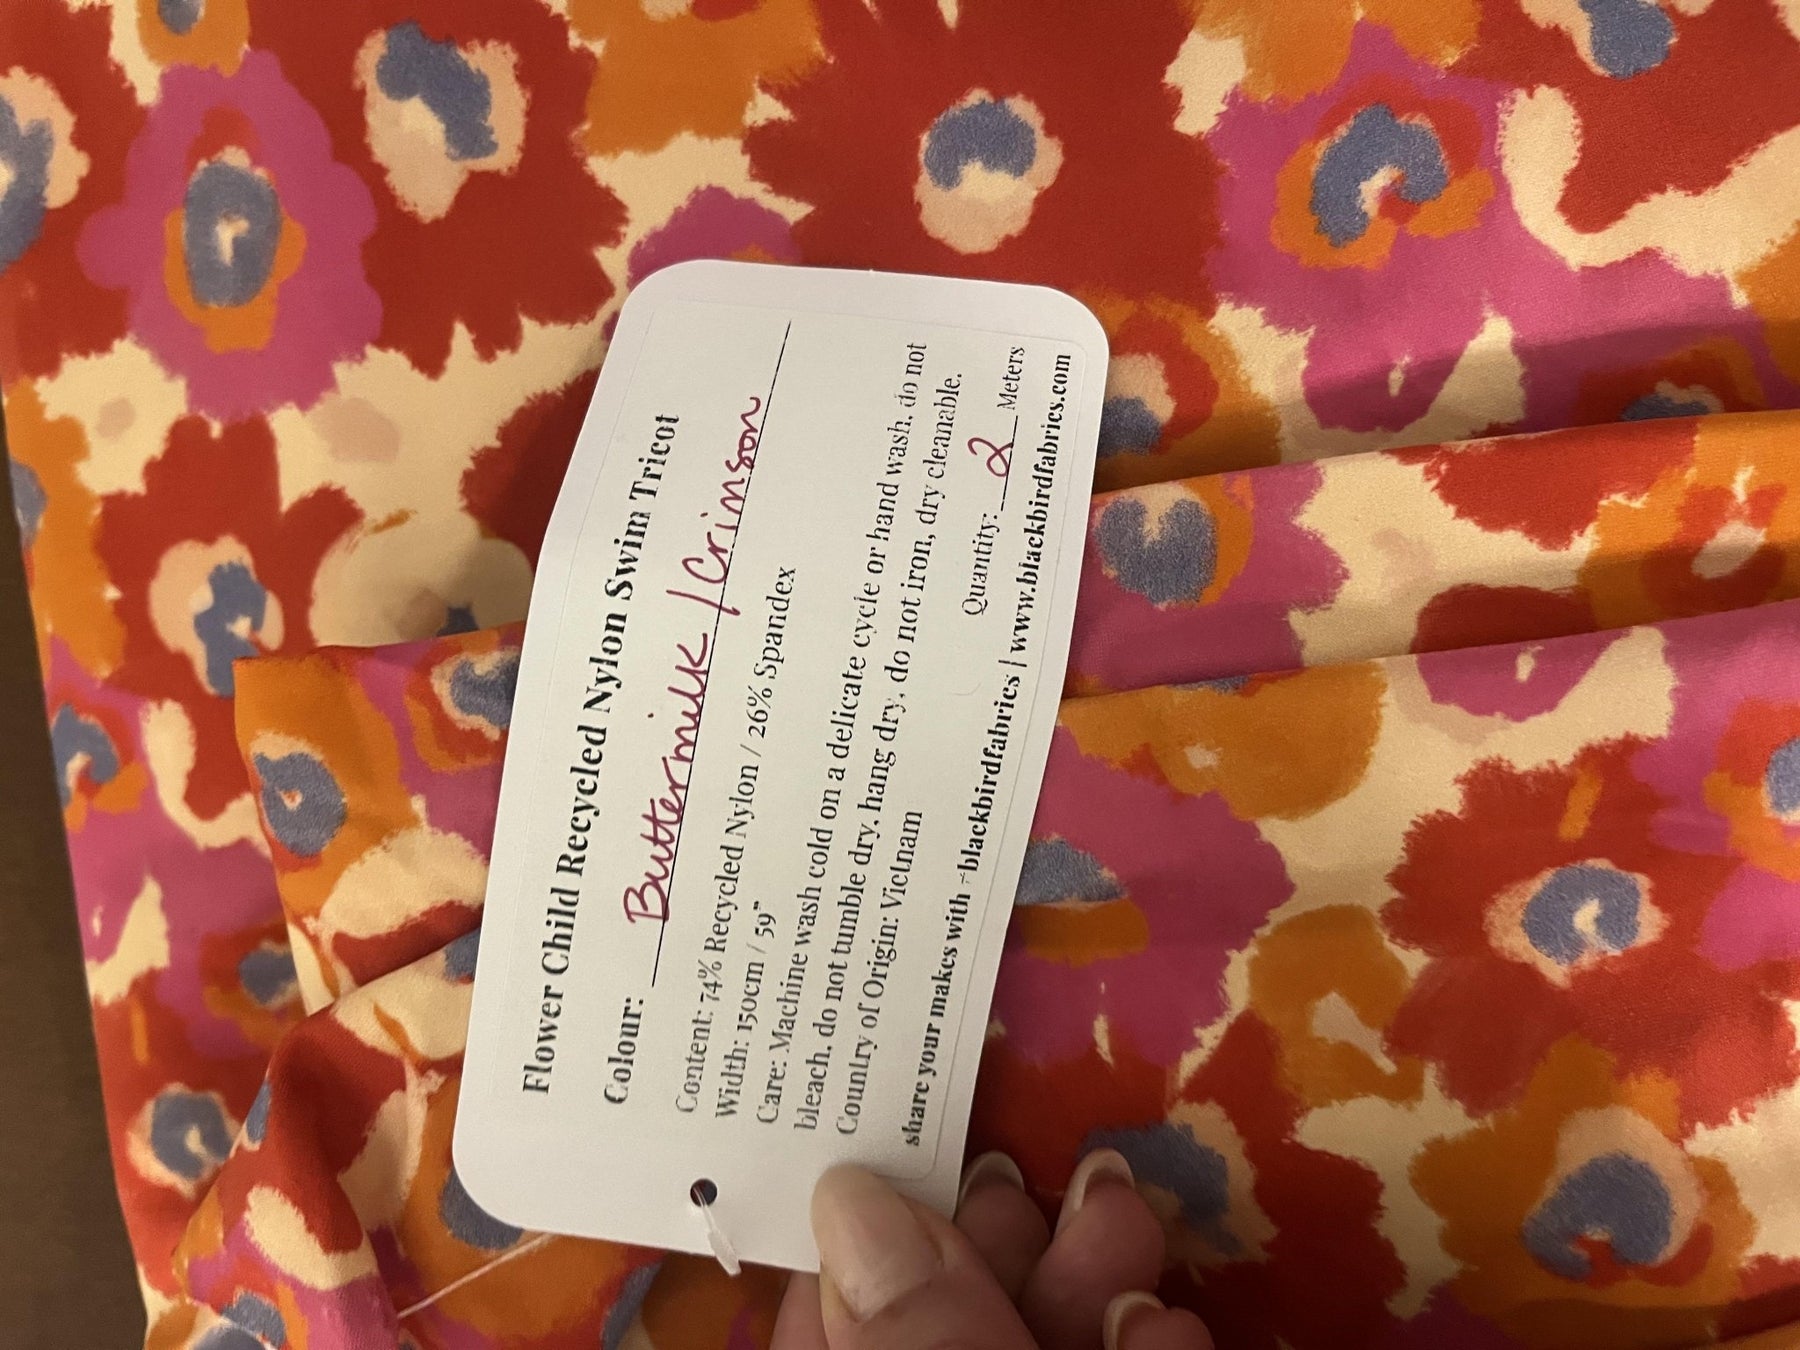 Flower Child Recycled Nylon Swim Tricot
Colour: Buttermilk / Crimson
Content: 74% Recycled Nylon / 26% Spandex
Width: 150cm / 59”
Care: Machine wash cold on a delicate cycle or hand wash, do not
bleach, do not tumble dry, hang dry, do not iron, dry cleanable.
Country of Origin: Vietnam
Quantity: 2 Meters
share your makes with #blackbirdfabrics | www.blackbirdfabrics.com